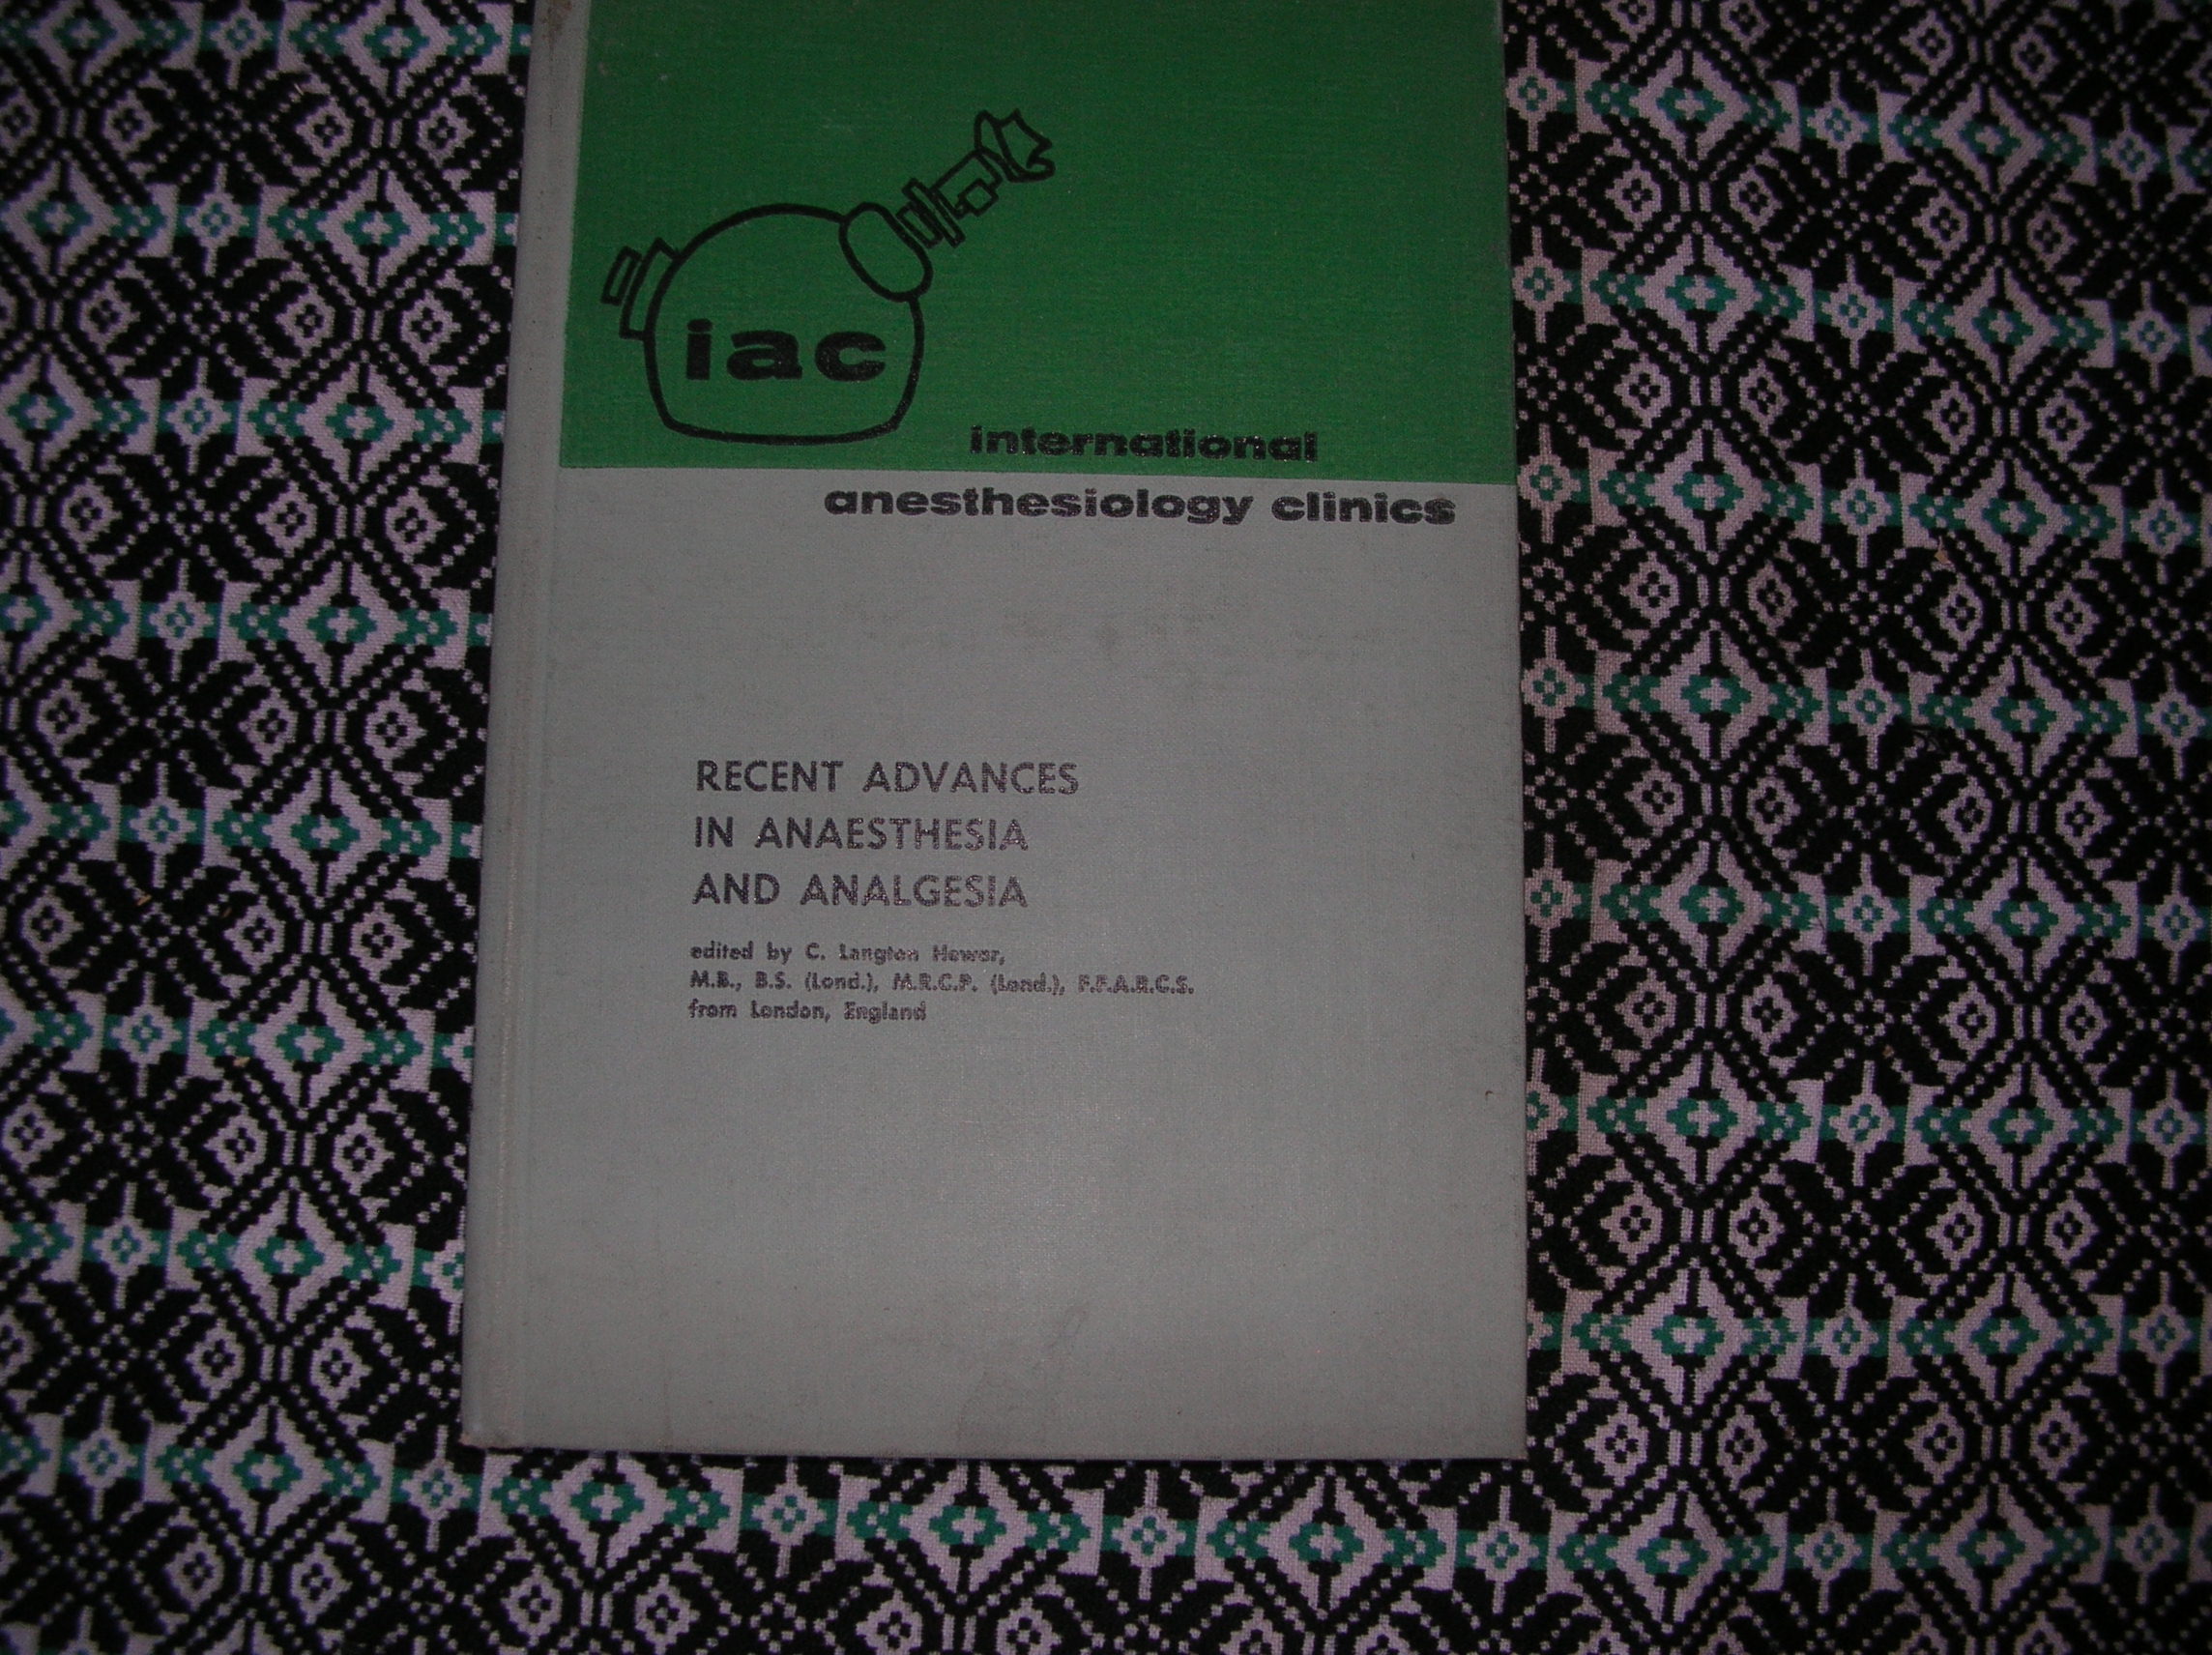 iac
international
anesthesiology clinics
RECENT ADVANCES
IN ANAESTHESIA
AND ANALGESIA
edited by C. Langton Hewer,
M.B., B.S. (Lond.), M.R.C.P. (Lond.), F.F.A.R.C.S.
from London, England